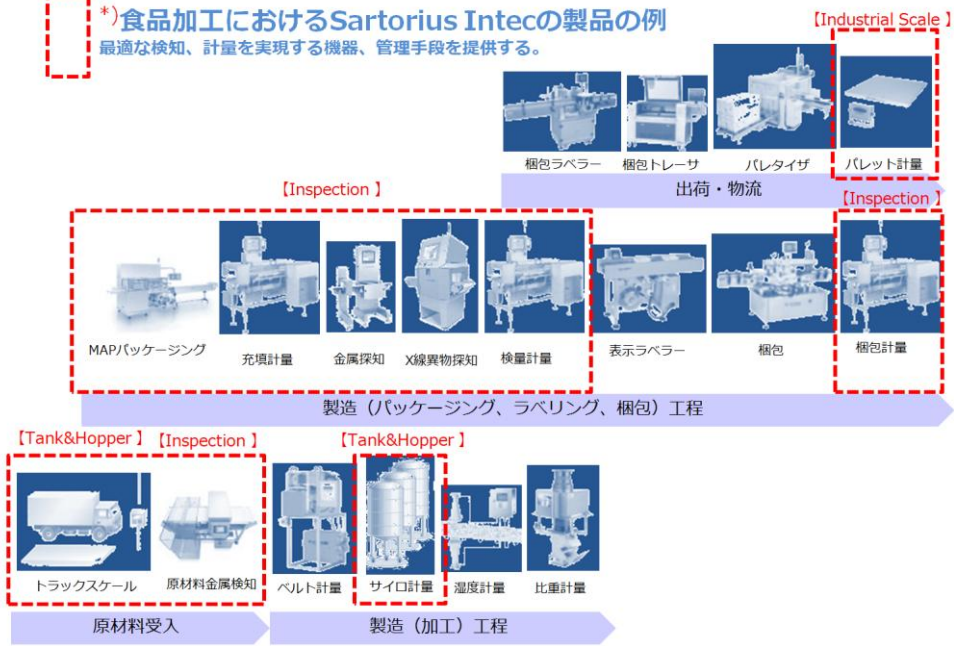 *）食品加工におけるSartorius Intecの製品の例
最適な検知、計量を実現する機器、管理手段を提供する。
【Industrial Scale】
梱包ラベラー
梱包トレーサ
パレタイザ
パレット計量
出荷・物流
【Inspection】
【Inspection】
MAPパッケージング
充填計量
金属探知
X線異物探知
検量計量
表示ラベラー
梱包
梱包計量
製造（パッケージング、ラベリング、梱包）工程
【Tank&Hopper】
【Inspection】
【Tank&Hopper】
トラックスケール
原材料金属検知
ベルト計量
サイロ計量
湿度計量
比重計量
原材料受入
製造（加工）工程